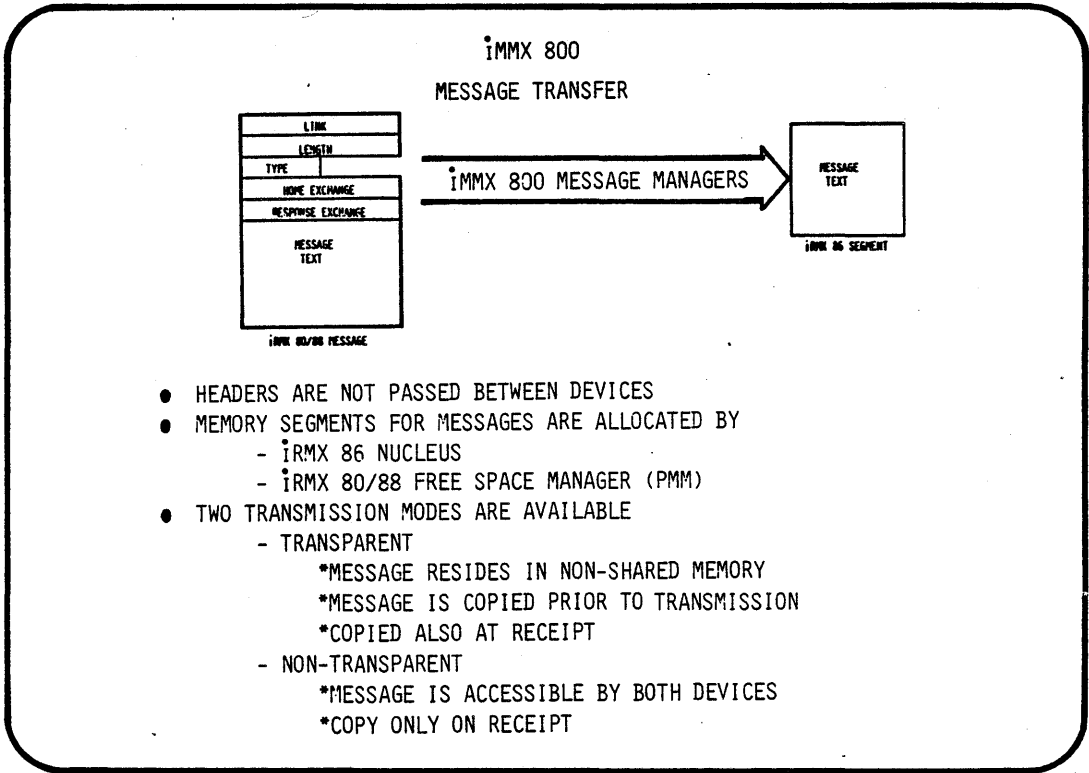 iMMX 800
MESSAGE TRANSFER
LINK
LENGTH
TYPE
HOME EXCHANGE
RESPONSE EXCHANGE
MESSAGE
TEXT
iRMX 80/88 MESSAGE
iMMX 800 MESSAGE MANAGERS
MESSAGE
TEXT
iRMX 86 SEGMENT
● HEADERS ARE NOT PASSED BETWEEN DEVICES
● MEMORY SEGMENTS FOR MESSAGES ARE ALLOCATED BY
- iRMX 86 NUCLEUS
- iRMX 80/88 FREE SPACE MANAGER (PMM)
● TWO TRANSMISSION MODES ARE AVAILABLE
- TRANSPARENT
*MESSAGE RESIDES IN NON-SHARED MEMORY
*MESSAGE IS COPIED PRIOR TO TRANSMISSION
*COPIED ALSO AT RECEIPT
- NON-TRANSPARENT
*MESSAGE IS ACCESSIBLE BY BOTH DEVICES
*COPY ONLY ON RECEIPT